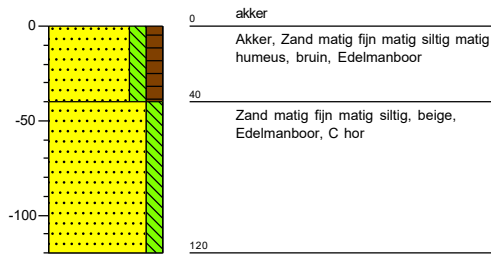 akker
0
0
Akker, Zand matig fijn matig siltig matig
humeus, bruin, Edelmanboor
40
Zand matig fijn matig siltig, beige,
Edelmanboor, C hor
-50
-100
120